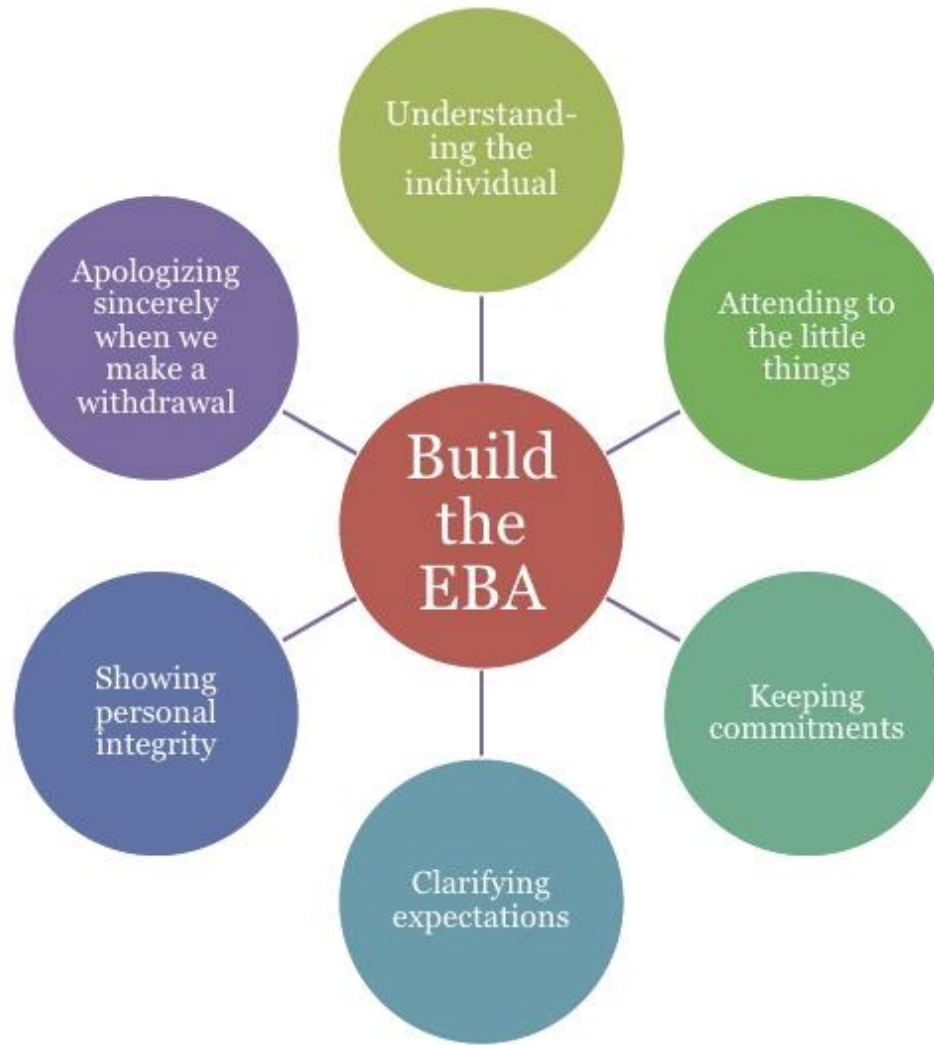 Understand-
ing the
individual
Attending to
the little
things
Keeping
commitments
Clarifying
expectations
Showing
personal
integrity
Apologizing
sincerely
when we
make a
withdrawal
Build
the
EBA